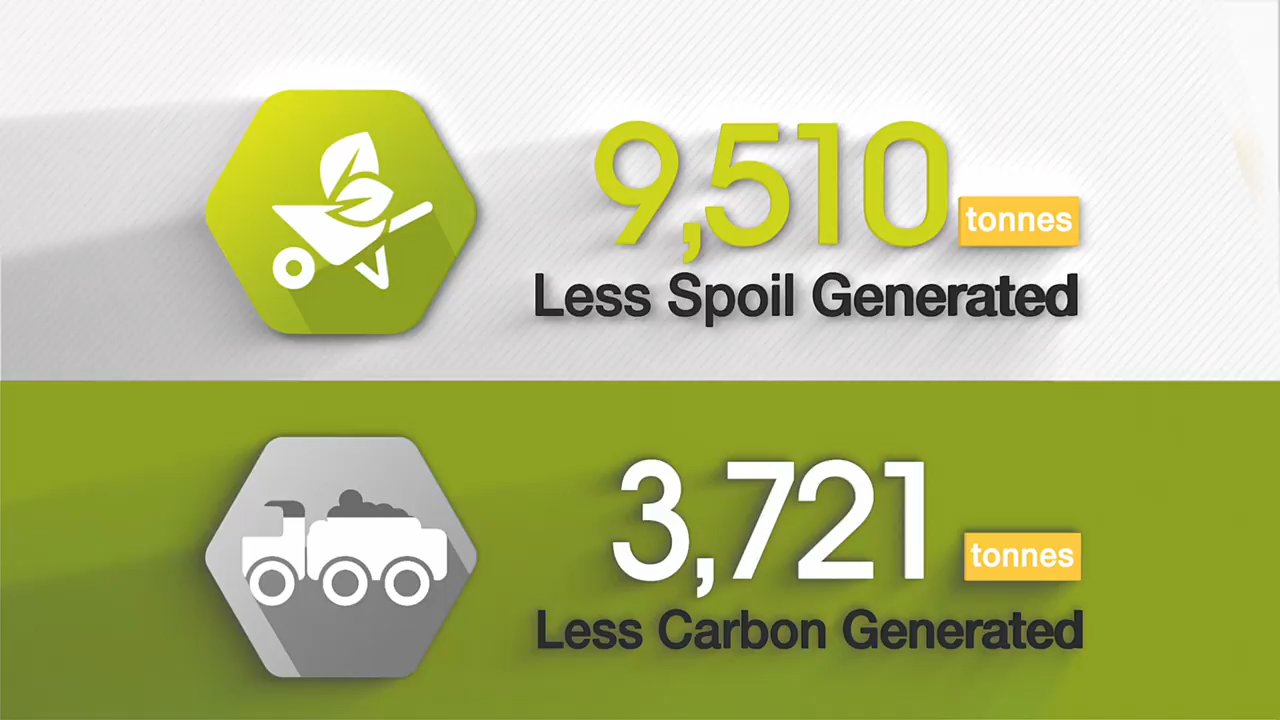 9,510 tonnes
Less Spoil Generated
3,721 tonnes
Less Carbon Generated